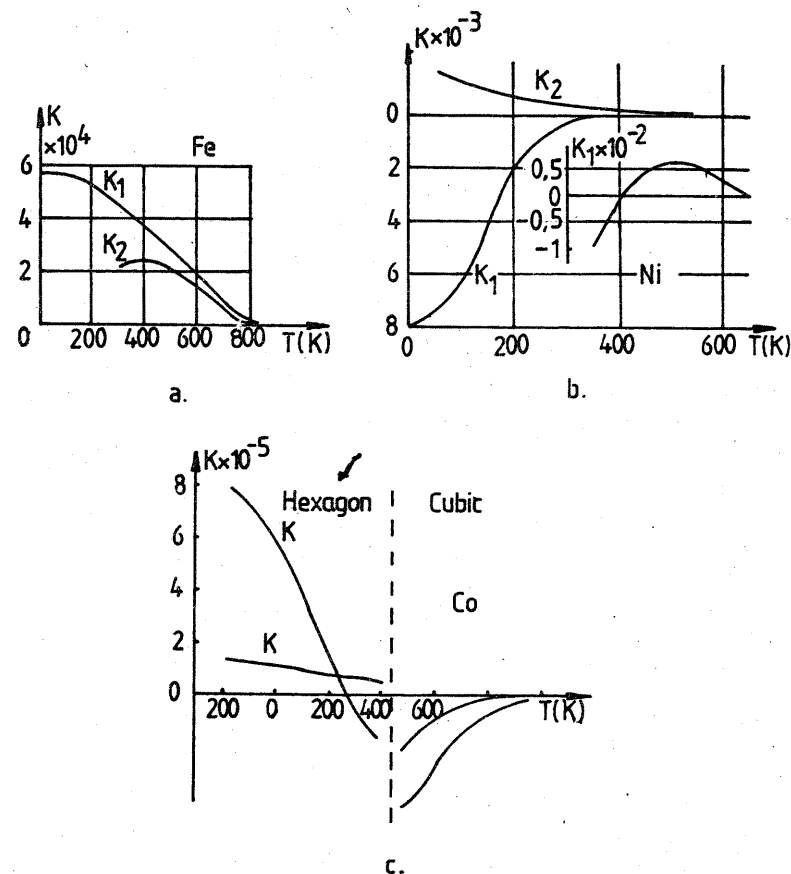 K
×10⁴
Fe
6
K₁
4
K₂
2
0 200 400 600 800 T(K)
a.
K×10⁻³
K₂
0
K₁×10⁻²
2
0,5
0
4
0,5
-1
6
K₁
Ni
8
0 200 400 600 T(K)
b.
K×10⁻⁵
8
Hexagon Cubic
6
K
4
Co
2
K
0
200 0 200 400 600 T(K)
c.